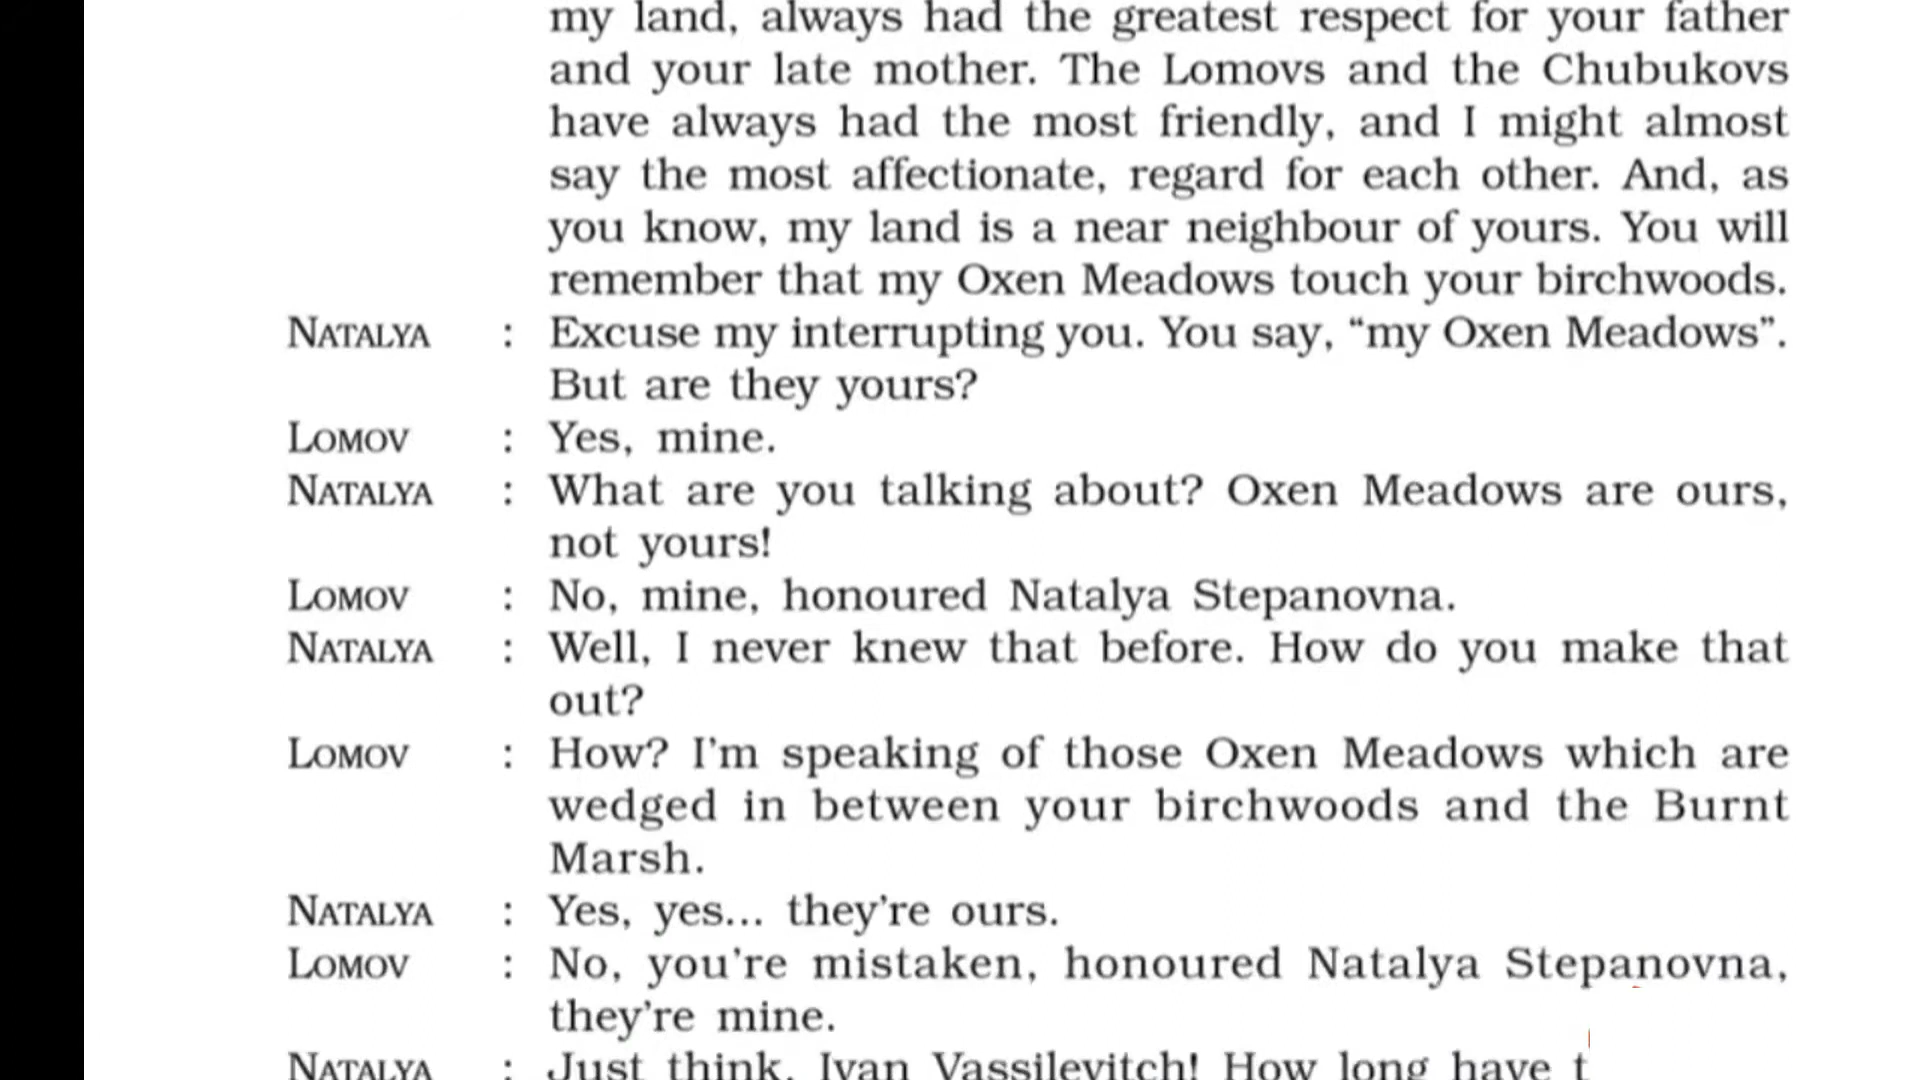 my land, always had the greatest respect for your father
and your late mother. The Lomovs and the Chubukovs
have always had the most friendly, and I might almost
say the most affectionate, regard for each other. And, as
you know, my land is a near neighbour of yours. You will
remember that my Oxen Meadows touch your birchwoods.
NATALYA : Excuse my interrupting you. You say, “my Oxen Meadows”.
But are they yours?
LOMOV : Yes, mine.
NATALYA : What are you talking about? Oxen Meadows are ours,
not yours!
LOMOV : No, mine, honoured Natalya Stepanovna.
NATALYA : Well, I never knew that before. How do you make that
out?
LOMOV : How? I’m speaking of those Oxen Meadows which are
wedged in between your birchwoods and the Burnt
Marsh.
NATALYA : Yes, yes... they’re ours.
LOMOV : No, you’re mistaken, honoured Natalya Stepanovna,
they’re mine.
NATALYA : Just think, Ivan Vassilevitch! How long have